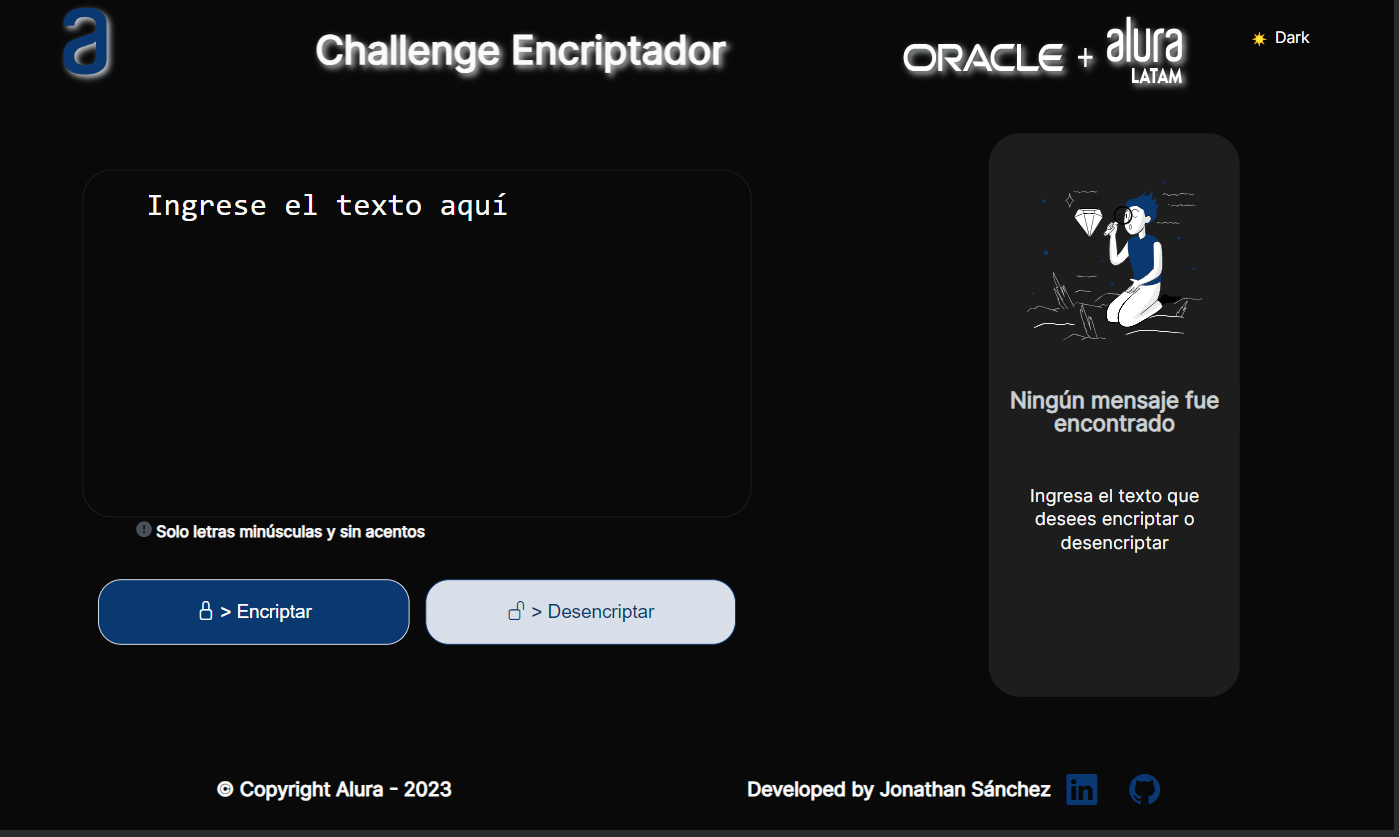 a
Challenge Encriptador
ORACLE + alura
LATAM
Dark
Ingrese el texto aquí
Solo letras minúsculas y sin acentos
> Encriptar
> Desencriptar
Ningún mensaje fue
encontrado
Ingresa el texto que
desees encriptar o
desencriptar
© Copyright Alura - 2023
Developed by Jonathan Sánchez in